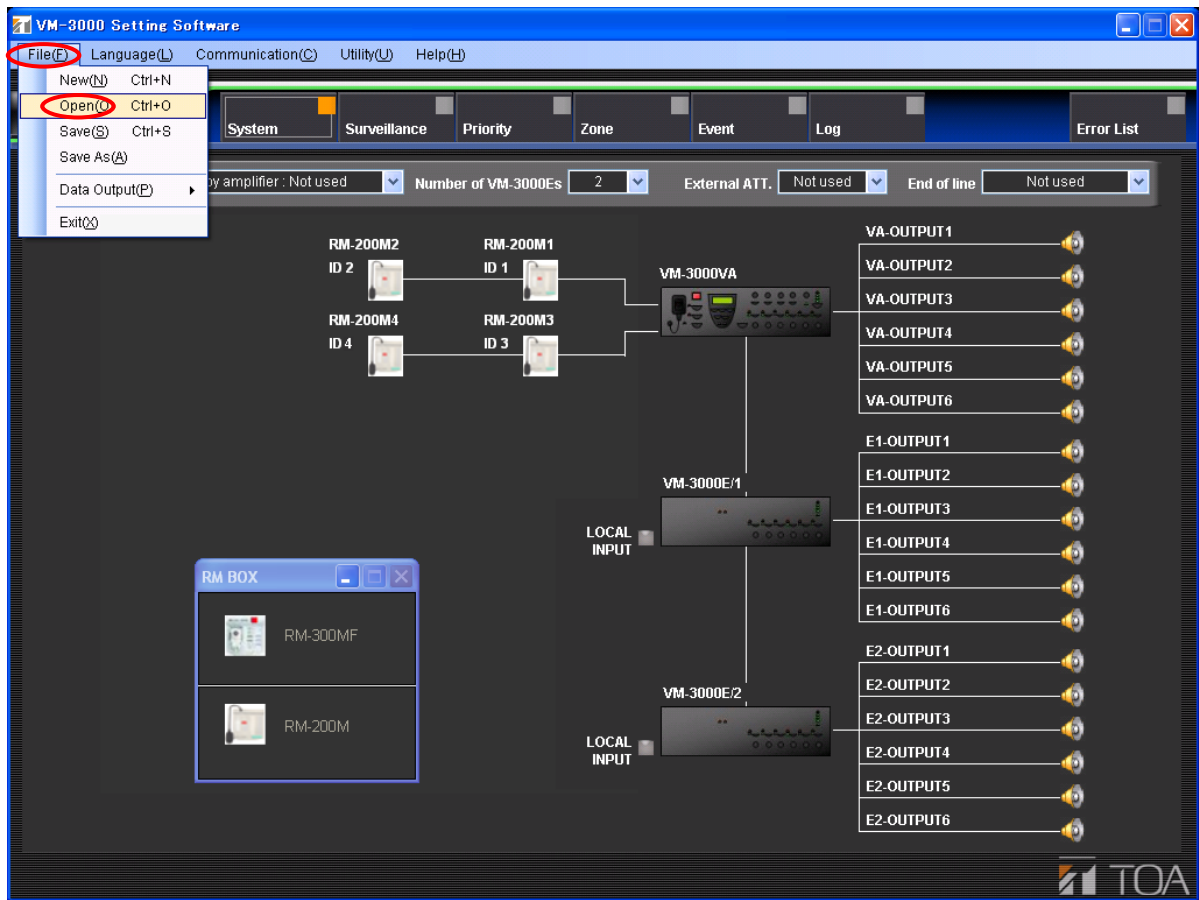 VM-3000 Setting Software
File(F) Language(L) Communication(C) Utility(U) Help(H)
New(N) Ctrl+N
Open(O) Ctrl+O
Save(S) Ctrl+S
Save As(A)
Data Output(P)
Exit(X)
System Surveillance Priority Zone Event Log Error List
by amplifier : Not used Number of VM-3000Es 2 External ATT. Not used End of line Not used
RM-200M2
ID 2
RM-200M1
ID 1
RM-200M4
ID 4
RM-200M3
ID 3
VM-3000VA
VA-OUTPUT1
VA-OUTPUT2
VA-OUTPUT3
VA-OUTPUT4
VA-OUTPUT5
VA-OUTPUT6
VM-3000E/1
LOCAL
INPUT
E1-OUTPUT1
E1-OUTPUT2
E1-OUTPUT3
E1-OUTPUT4
E1-OUTPUT5
E1-OUTPUT6
RM BOX
RM-300MF
RM-200M
VM-3000E/2
LOCAL
INPUT
E2-OUTPUT1
E2-OUTPUT2
E2-OUTPUT3
E2-OUTPUT4
E2-OUTPUT5
E2-OUTPUT6
TOA